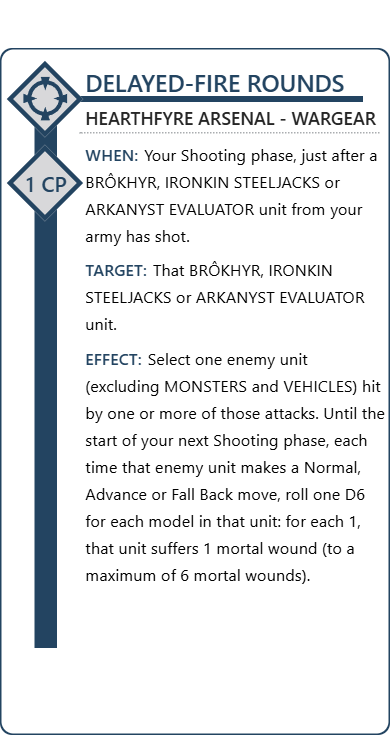 DELAYED-FIRE ROUNDS
HEARTHFYRE ARSENAL - WARGEAR
1 CP
WHEN: Your Shooting phase, just after a
BRÔKHYR, IRONKIN STEELJACKS or
ARKANYST EVALUATOR unit from your
army has shot.
TARGET: That BRÔKHYR, IRONKIN
STEELJACKS or ARKANYST EVALUATOR
unit.
EFFECT: Select one enemy unit
(excluding MONSTERS and VEHICLES) hit
by one or more of those attacks. Until the
start of your next Shooting phase, each
time that enemy unit makes a Normal,
Advance or Fall Back move, roll one D6
for each model in that unit: for each 1,
that unit suffers 1 mortal wound (to a
maximum of 6 mortal wounds).